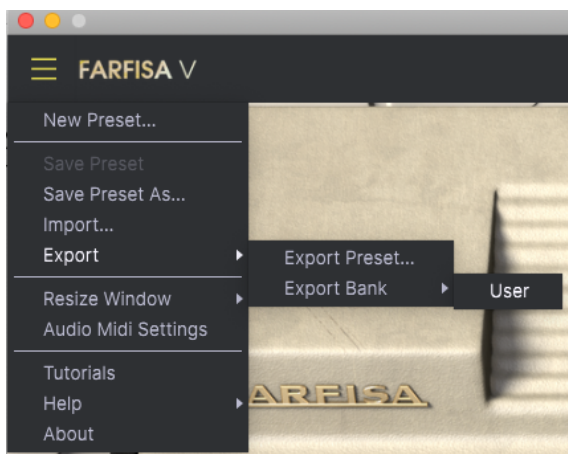 FARFISA V
New Preset...
Save Preset
Save Preset As...
Import...
Export
Export Preset...
Export Bank
User
Resize Window
Audio Midi Settings
Tutorials
Help
About
FARFISA